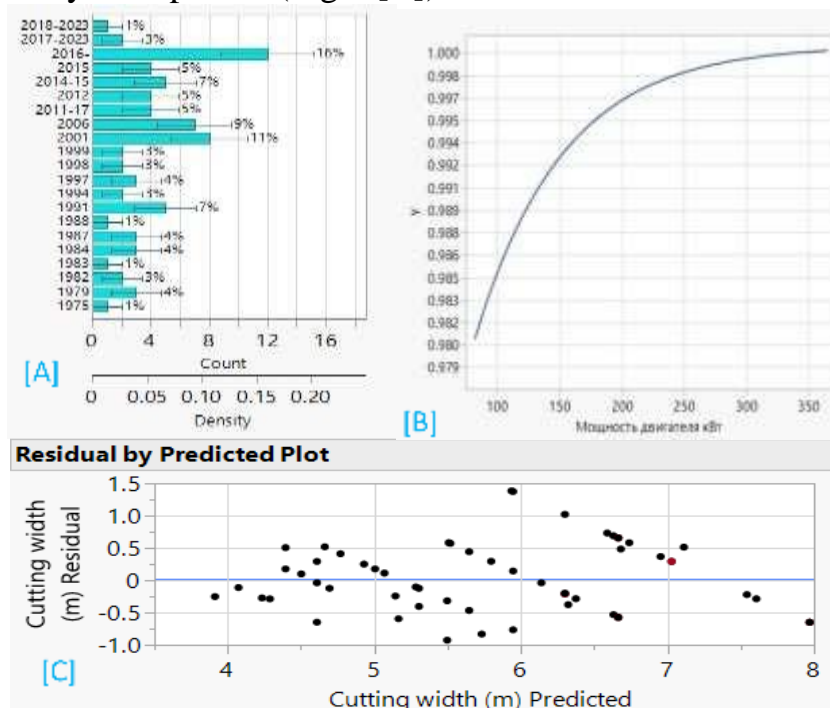 2018-2023 1%
2017-2023 3%
2016- 16%
2015 5%
2014-15 7%
2012 5%
2011-17 5%
2006 9%
2001 11%
1999 3%
1998 3%
1997 4%
1994 3%
1991 7%
1988 1%
1987 4%
1984 4%
1983 1%
1982 3%
1979 4%
1975 1%
0 4 8 12 16
Count
[A]
0 0.05 0.10 0.15 0.20
Density
1.000
0.998
0.997
0.995
0.994
0.992
0.991
0.989
0.988
0.986
0.985
0.983
0.982
0.980
0.979
y
100 150 200 250 300 350
Мощность двигателя кВт
[B]
Residual by Predicted Plot
Cutting width
(m) Residual
1.5
1.0
0.5
0
-0.5
-1.0
4 5 6 7 8
[C]
Cutting width (m) Predicted